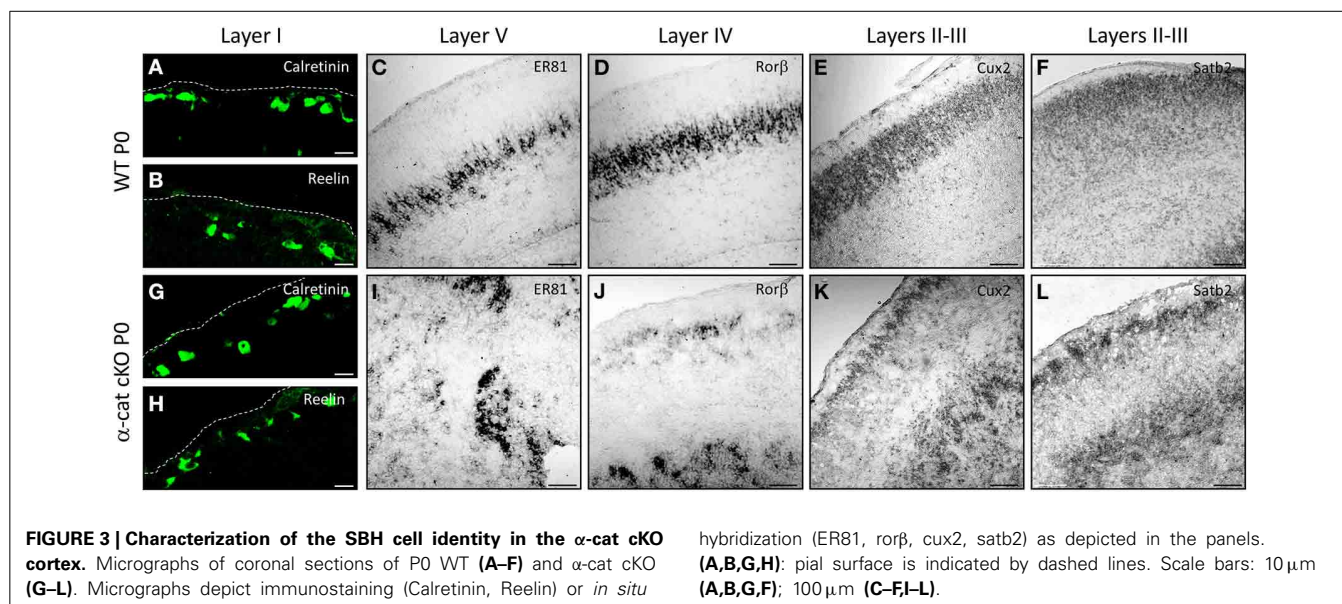 Layer I
Layer V
Layer IV
Layers II-III
Layers II-III
WT P0
α-cat cKO P0
A
Calretinin
B
Reelin
C
ER81
D
Rorβ
E
Cux2
F
Satb2
G
Calretinin
H
Reelin
I
ER81
J
Rorβ
K
Cux2
L
Satb2
FIGURE 3 | Characterization of the SBH cell identity in the α-cat cKO
cortex. Micrographs of coronal sections of P0 WT (A–F) and α-cat cKO
(G–L). Micrographs depict immunostaining (Calretinin, Reelin) or in situ
hybridization (ER81, rorβ, cux2, satb2) as depicted in the panels.
(A,B,G,H): pial surface is indicated by dashed lines. Scale bars: 10 μm
(A,B,G,F); 100 μm (C–F,I–L).